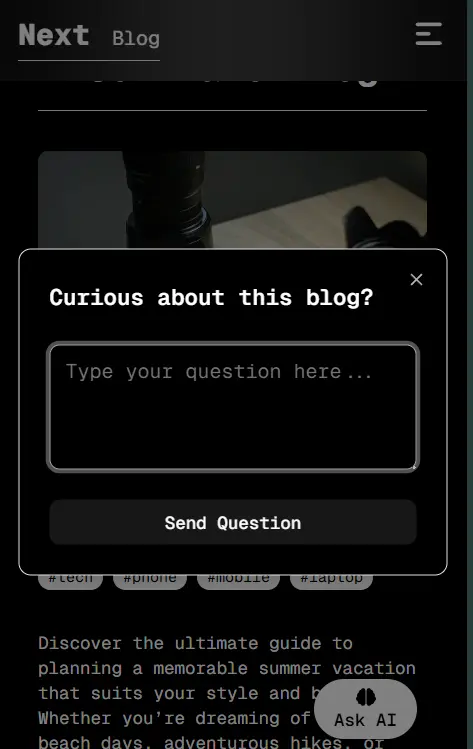 Next Blog
Curious about this blog?
Type your question here...
Send Question
#tech #phone #mobile #laptop
Discover the ultimate guide to
planning a memorable summer vacation
that suits your style and
Whether you're dreaming of
beach days, adventurous hikes, or
Ask AI